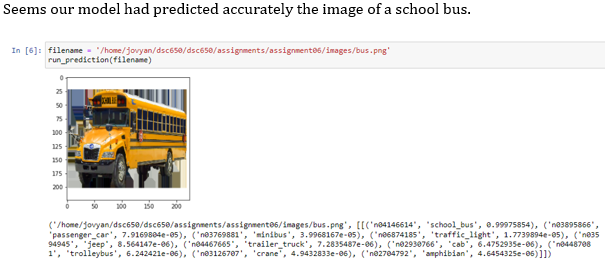 Seems our model had predicted accurately the image of a school bus.
In [6]: filename = '/home/jovyan/dsc650/dsc650/assignments/assignment06/images/bus.png'
run_prediction(filename)
0
25
50
75
100
125
150
175
200
SCHOOL BUS
0 50 100 150 200
('/home/jovyan/dsc650/dsc650/assignments/assignment06/images/bus.png', [[('n04146614', 'school_bus', 0.99975854), ('n03895866',
'passenger_car', 7.9169804e-05), ('n03769881', 'minibus', 3.9968167e-05), ('n06874185', 'traffic_light', 1.7739894e-05), ('n035
94945', 'jeep', 8.564147e-06), ('n04467665', 'trailer_truck', 7.2835487e-06), ('n02930766', 'cab', 6.4752935e-06), ('n0448708
1', 'trolleybus', 6.242421e-06), ('n03126707', 'crane', 4.9432833e-06), ('n02704792', 'amphibian', 4.6454325e-06)]])